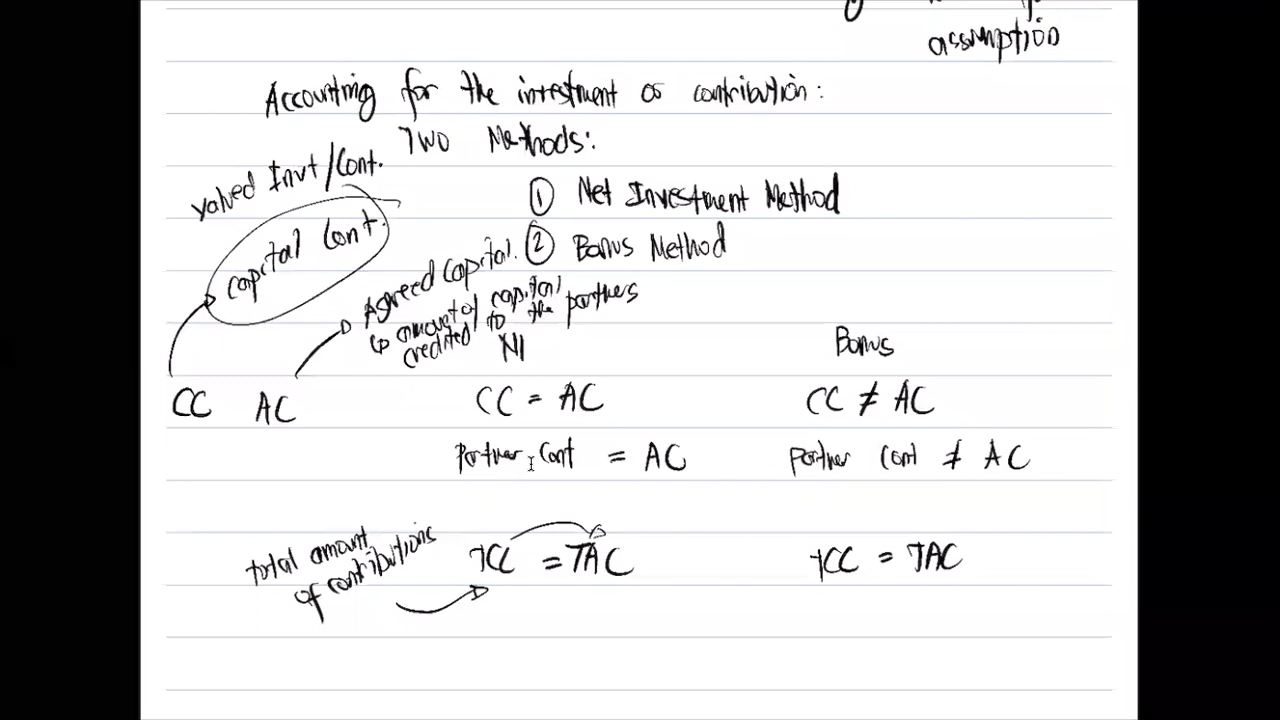 assumption
Accounting for the investment or contribution:
Two Methods:
valued Invt/Cont.
① Net Investment Method
capital Cont.
② Bonus Method
Agreed Capital.
↳ amount of capital
credited to the partners
NI
Bonus
CC AC
CC = AC
CC ≠ AC
Partner Cont = AC
Partner Cont ≠ AC
total amount
of contributions
TCC = TAC
TCC = TAC